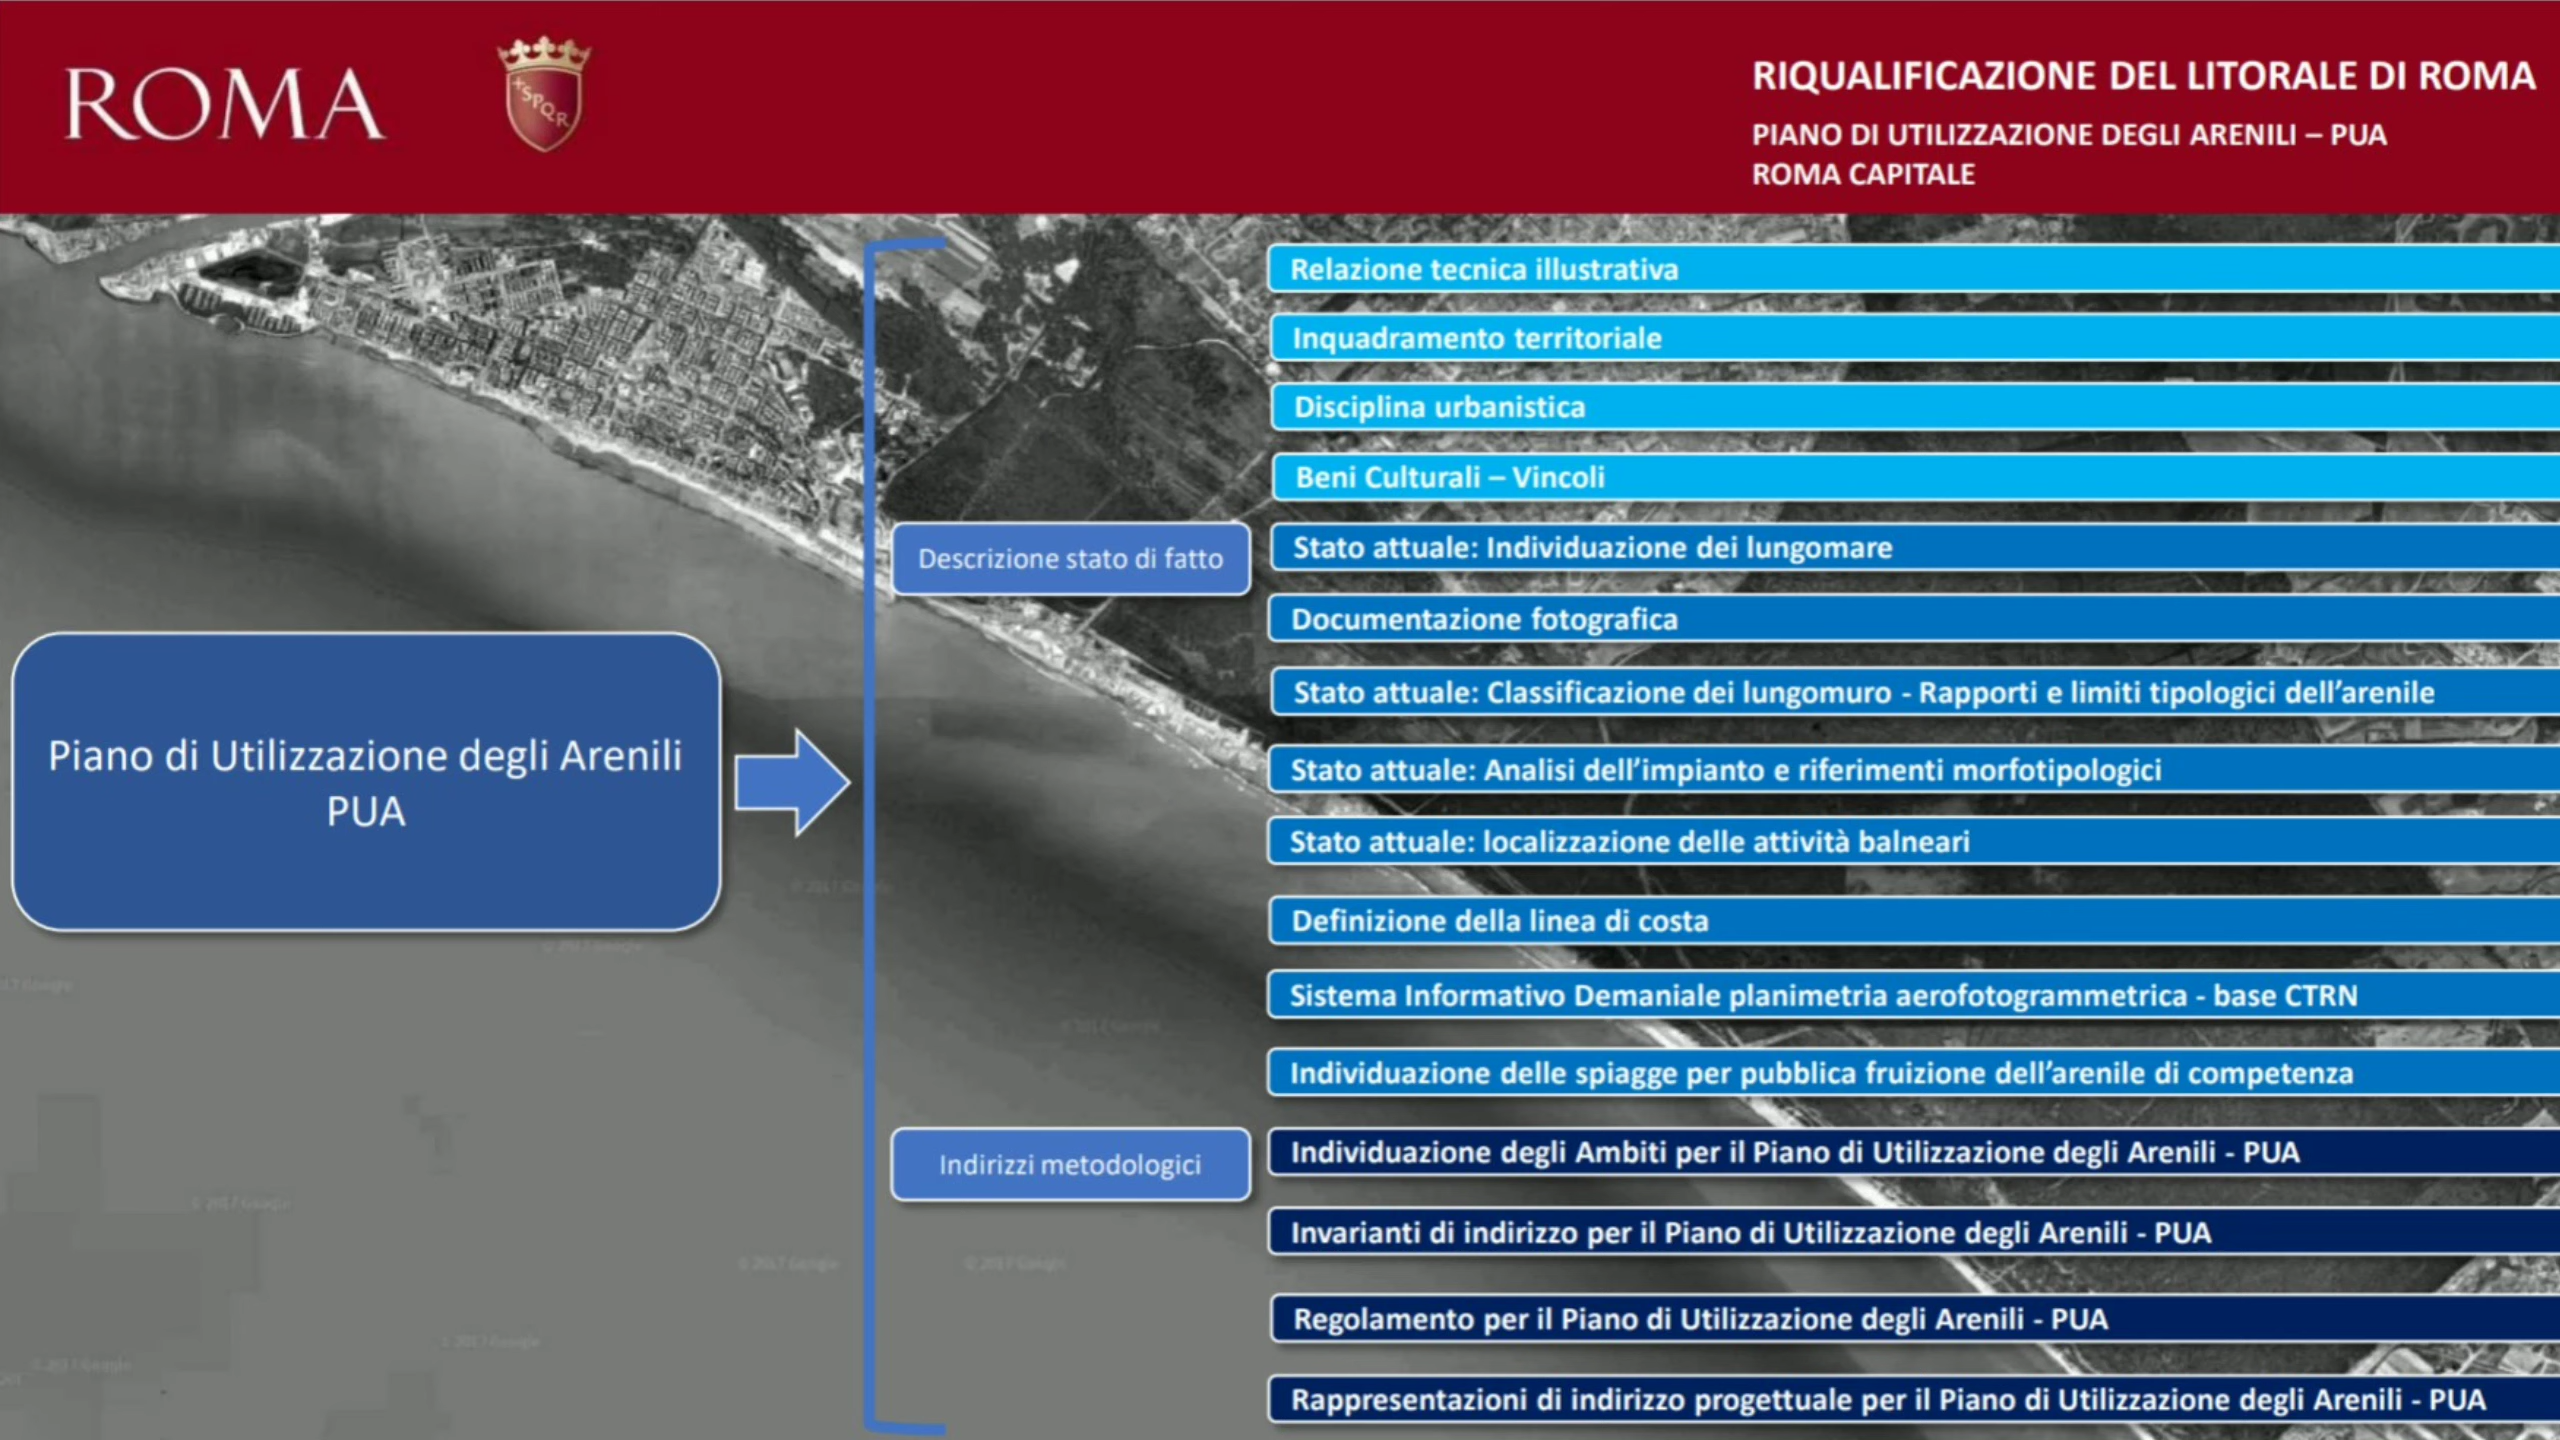 ROMA
SPQR
RIQUALIFICAZIONE DEL LITORALE DI ROMA
PIANO DI UTILIZZAZIONE DEGLI ARENILI – PUA
ROMA CAPITALE
Piano di Utilizzazione degli Arenili
PUA
Descrizione stato di fatto
Relazione tecnica illustrativa
Inquadramento territoriale
Disciplina urbanistica
Beni Culturali – Vincoli
Stato attuale: Individuazione dei lungomare
Documentazione fotografica
Stato attuale: Classificazione dei lungomuro - Rapporti e limiti tipologici dell’arenile
Stato attuale: Analisi dell’impianto e riferimenti morfotipologici
Stato attuale: localizzazione delle attività balneari
Definizione della linea di costa
Sistema Informativo Demaniale planimetria aerofotogrammetrica - base CTRN
Individuazione delle spiagge per pubblica fruizione dell’arenile di competenza
Indirizzi metodologici
Individuazione degli Ambiti per il Piano di Utilizzazione degli Arenili - PUA
Invarianti di indirizzo per il Piano di Utilizzazione degli Arenili - PUA
Regolamento per il Piano di Utilizzazione degli Arenili - PUA
Rappresentazioni di indirizzo progettuale per il Piano di Utilizzazione degli Arenili - PUA
© 2017 Google
© 2017 Google
© 2017 Google